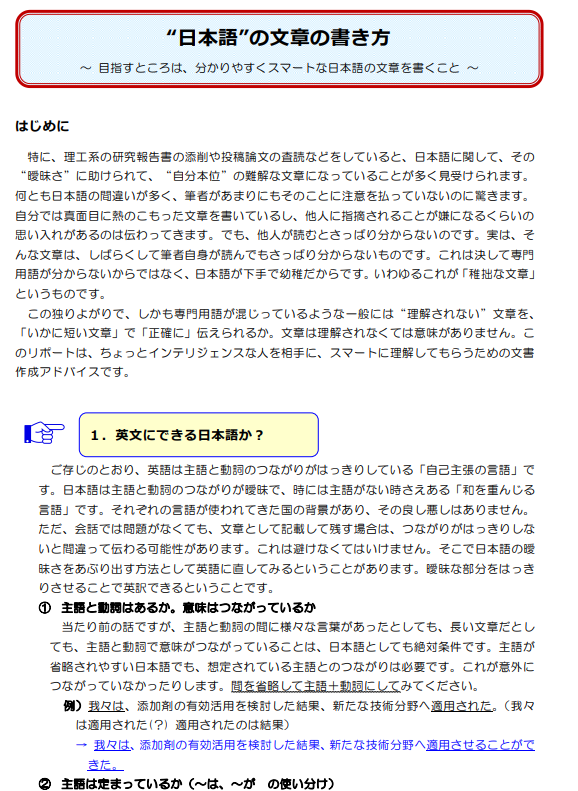 “日本語”の文章の書き方
～ 目指すところは、分かりやすくスマートな日本語の文章を書くこと ～
はじめに
特に、理工系の研究報告書の添削や投稿論文の査読などをしていると、日本語に関して、その
“曖昧さ”に助けられて、“自分本位”の難解な文章になっていることが多く見受けられます。
何とも日本語の間違いが多く、筆者があまりにもそのことに注意を払っていないのに驚きます。
自分では真面目に熱のこもった文章を書いているし、他人に指摘されることが嫌になるくらいの
思い入れがあるのは伝わってきます。でも、他人が読むとさっぱり分からないのです。実は、そ
んな文章は、しばらくして筆者自身が読んでもさっぱり分からないものです。これは決して専門
用語が分からないからではなく、日本語が下手で幼稚だからです。いわゆるこれが「稚拙な文章」
というものです。
この独りよがりで、しかも専門用語が混じっているような一般には“理解されない”文章を、
「いかに短い文章」で「正確に」伝えられるか。文章は理解されなくては意味がありません。こ
のリポートは、ちょっとインテリジェンスな人を相手に、スマートに理解してもらうための文書
作成アドバイスです。
１．英文にできる日本語か？
ご存じのとおり、英語は主語と動詞のつながりがはっきりしている「自己主張の言語」で
す。日本語は主語と動詞のつながりが曖昧で、時には主語がない時さえある「和を重んじる
言語」です。それぞれの言語が使われてきた国の背景があり、その良し悪しはありません。
ただ、会話では問題がなくても、文章として記載して残す場合は、つながりがはっきりしな
いと間違って伝わる可能性があります。これは避けなくてはいけません。そこで日本語の曖
昧さをあぶり出す方法として英語に直してみるということがあります。曖昧な部分をはっき
りさせることで英訳できるということです。
① 主語と動詞はあるか。意味はつながっているか
当たり前の話ですが、主語と動詞の間に様々な言葉があったとしても、長い文章だとし
ても、主語と動詞で意味がつながっていることは、日本語としても絶対条件です。主語が
省略されやすい日本語でも、想定されている主語とのつながりは必要です。これが意外に
つながっていなかったりします。間を省略して主語＋動詞にしてみてください。
例）我々は、添加剤の有効活用を検討した結果、新たな技術分野へ適用された。（我々
は適用された(?) 適用されたのは結果）
→ 我々は、添加剤の有効活用を検討した結果、新たな技術分野へ適用させることがで
きた。
② 主語は定まっているか（～は、～が の使い分け）